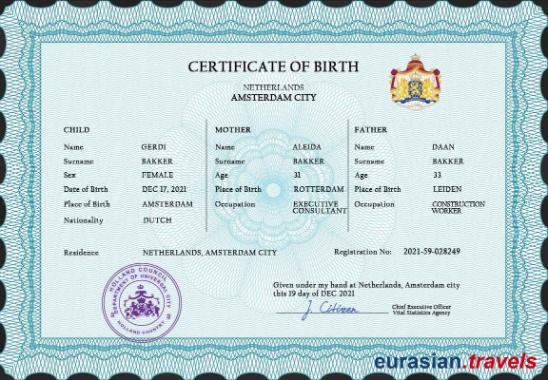 CERTIFICATE OF BIRTH
NETHERLANDS
AMSTERDAM CITY
CHILD
Name GERDI
Surname BAKKER
Sex FEMALE
Date of Birth DEC 17, 2021
Place of Birth AMSTERDAM
Nationality DUTCH
MOTHER
Name ALEIDA
Surname BAKKER
Age 31
Place of Birth ROTTERDAM
Occupation EXECUTIVE
CONSULTANT
FATHER
Name DAAN
Surname BAKKER
Age 33
Place of Birth LEIDEN
Occupation CONSTRUCTION
WORKER
Residence NETHERLANDS, AMSTERDAM CITY
Registration No: 2021-59-028249
HOLLAND COUNCIL
DEPARTMENT OF UNIVERSAL CITY
HOLLAND COUNTRY
Given under my hand at Netherlands, Amsterdam city
this 19 day of DEC 2021
J. Citizen
Chief Executive Officer
Vital Statistics Agency
eurasian.travels